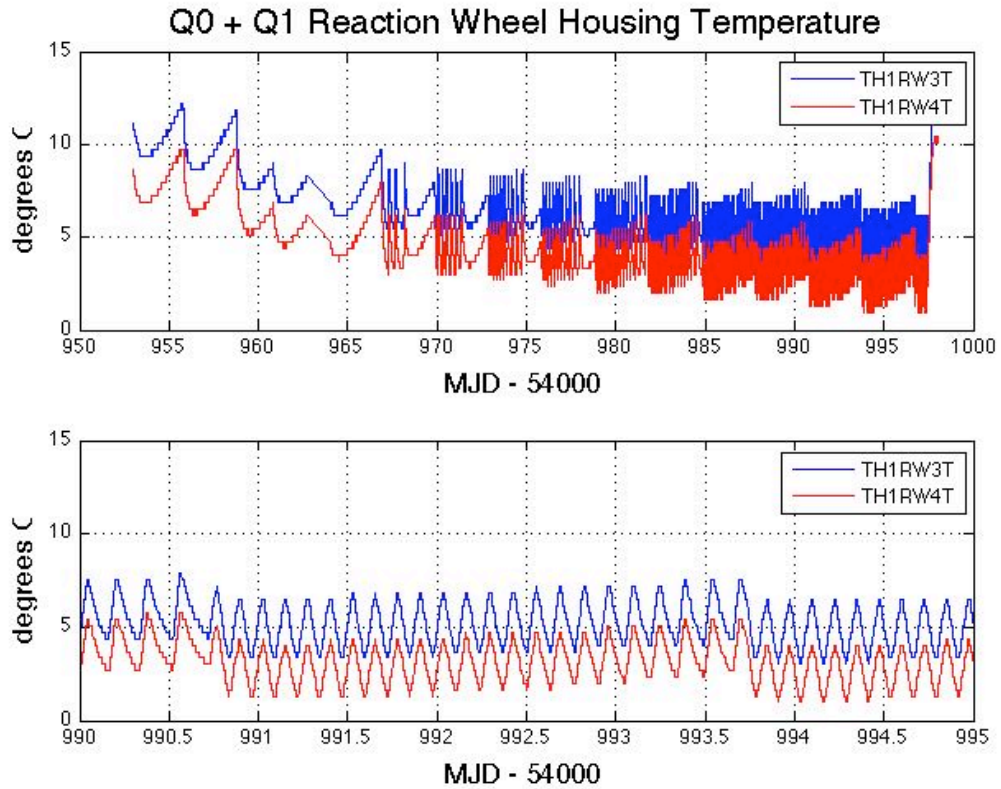 Q0 + Q1 Reaction Wheel Housing Temperature
15
10
5
0
degrees C
TH1RW3T
TH1RW4T
950 955 960 965 970 975 980 985 990 995 1000
MJD - 54000
15
10
5
0
degrees C
TH1RW3T
TH1RW4T
990 990.5 991 991.5 992 992.5 993 993.5 994 994.5 995
MJD - 54000